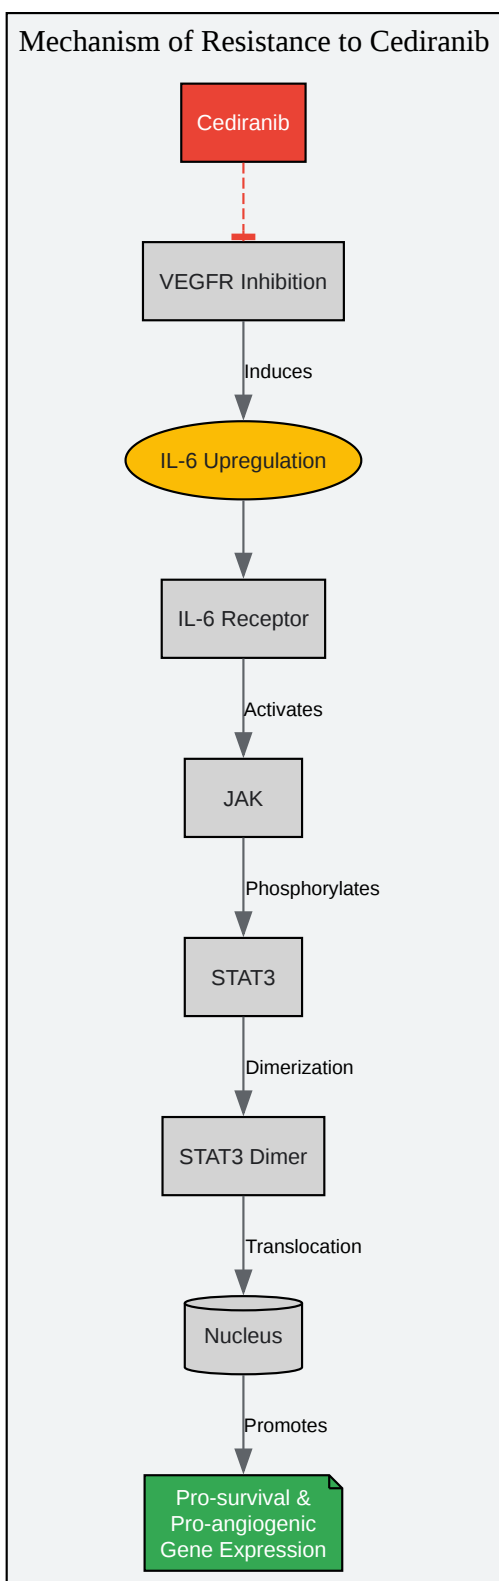 Mechanism of Resistance to Cediranib
Cediranib
VEGFR Inhibition
Induces
IL-6 Upregulation
IL-6 Receptor
Activates
JAK
Phosphorylates
STAT3
Dimerization
STAT3 Dimer
Translocation
Nucleus
Promotes
Pro-survival &
Pro-angiogenic
Gene Expression